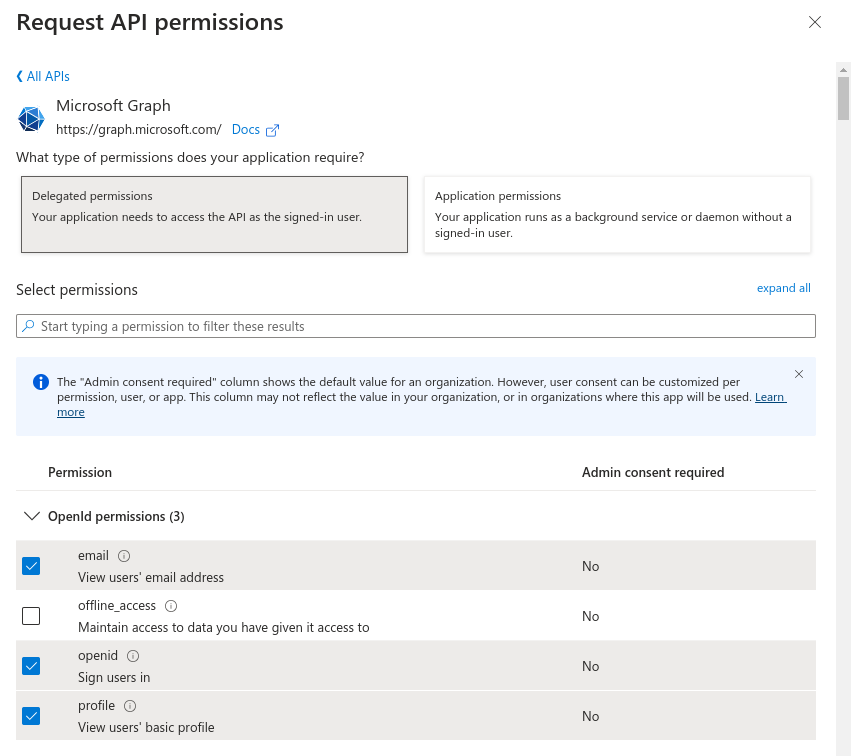 Request API permissions
All APIs
Microsoft Graph
https://graph.microsoft.com/ Docs
What type of permissions does your application require?
Delegated permissions
Your application needs to access the API as the signed-in user.
Application permissions
Your application runs as a background service or daemon without a
signed-in user.
Select permissions
expand all
Start typing a permission to filter these results
The "Admin consent required" column shows the default value for an organization. However, user consent can be customized per
permission, user, or app. This column may not reflect the value in your organization, or in organizations where this app will be used. Learn
more
Permission Admin consent required
OpenId permissions (3)
email
View users' email address
No
offline_access
Maintain access to data you have given it access to
No
openid
Sign users in
No
profile
View users' basic profile
No